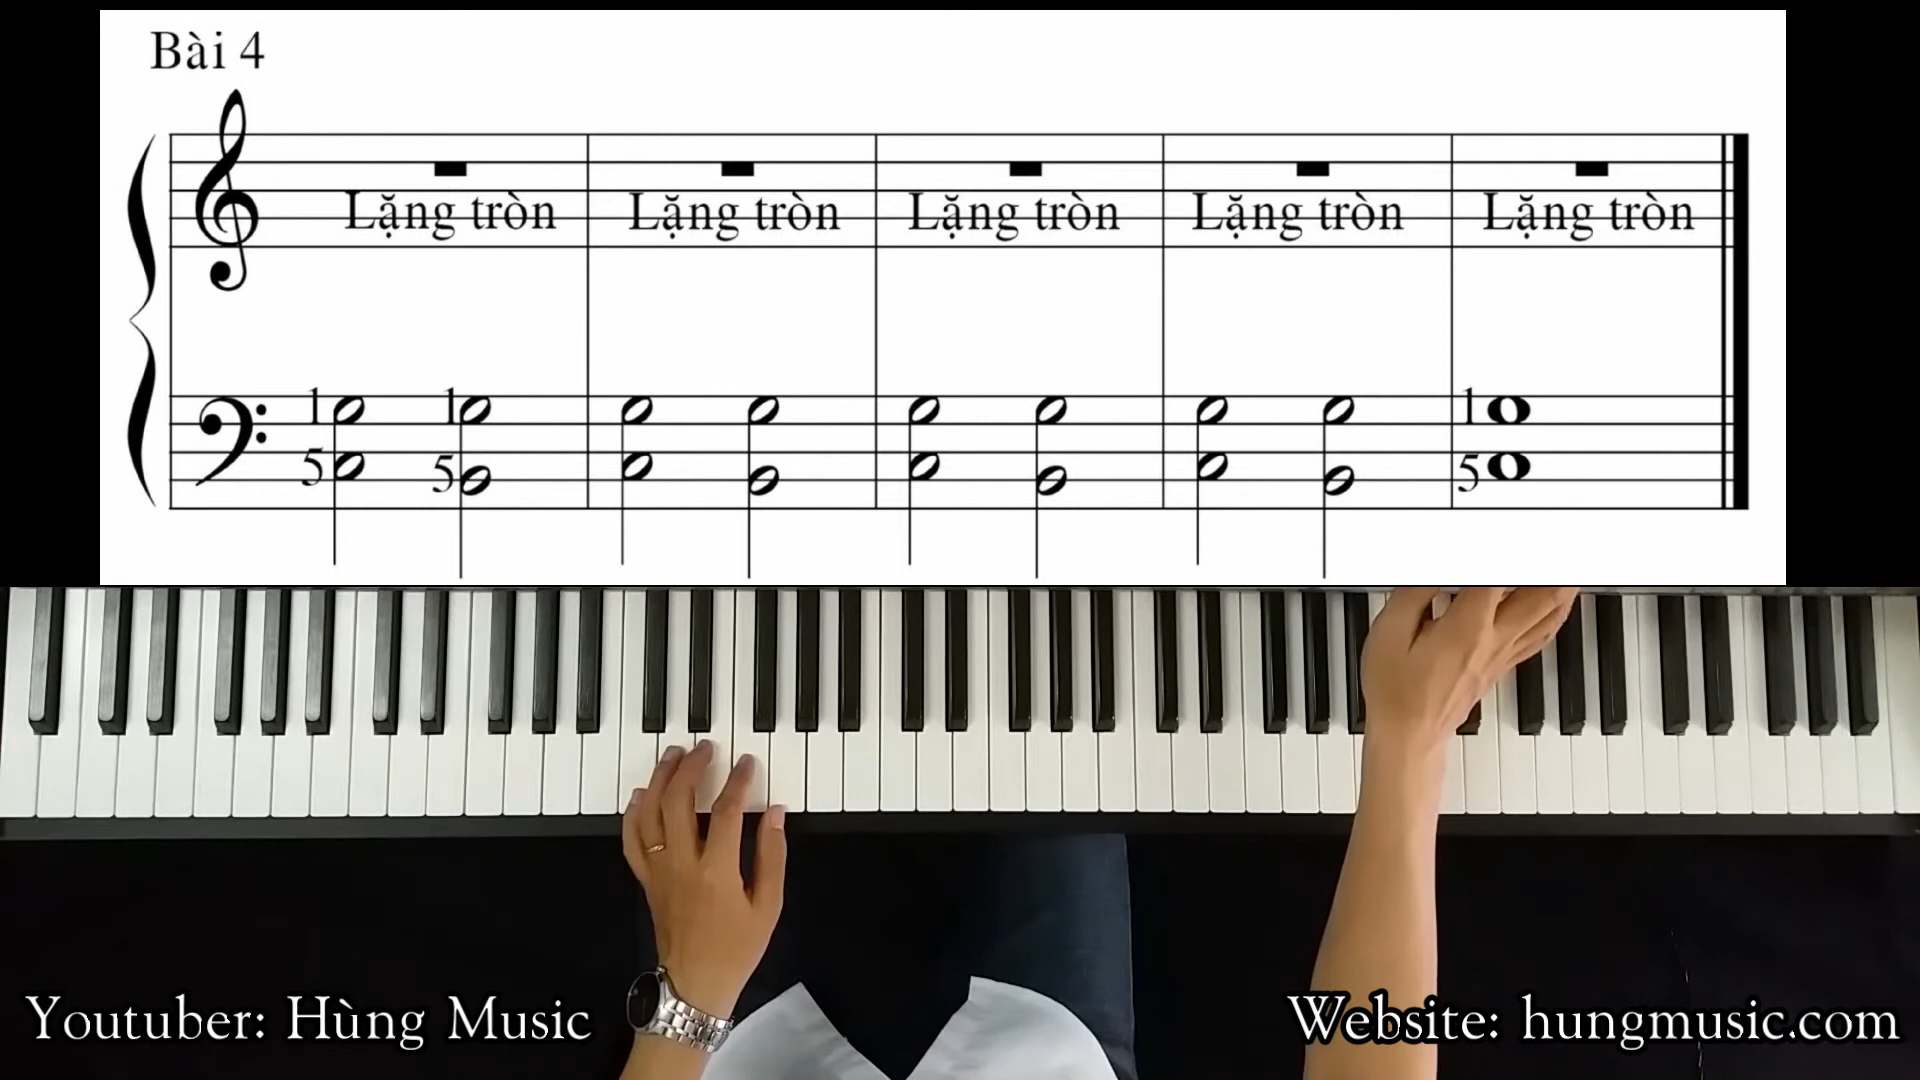 Bài 4
Lặng tròn Lặng tròn Lặng tròn Lặng tròn Lặng tròn
1 1 1
5 5 5
Youtuber: Hùng Music
Website: hungmusic.com